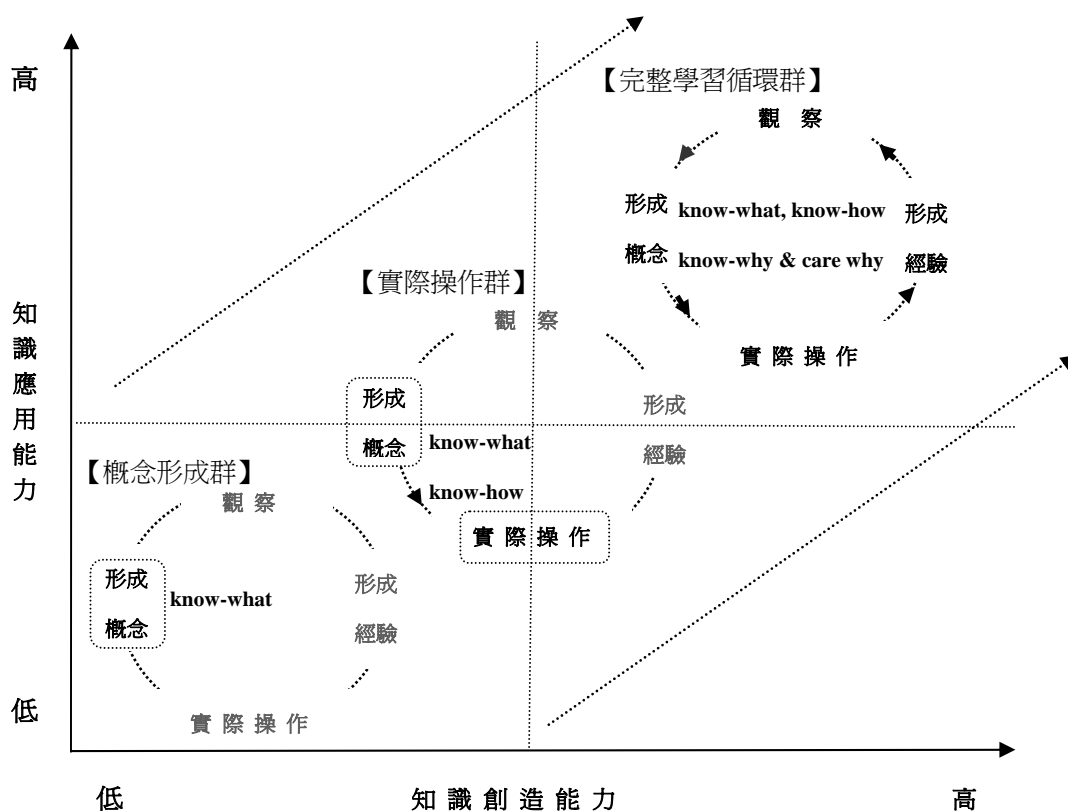 高
【完整學習循環群】
觀 察
形成 know-what, know-how 形成
概念 know-why & care why 經驗
實 際 操 作
【實際操作群】
觀 察
形成 形成
概念 know-what 經驗
know-how
實 際 操 作
【概念形成群】
觀 察
形成 know-what 形成
概念 經驗
實 際 操 作
知識應用能力
低
低 知 識 創 造 能 力 高